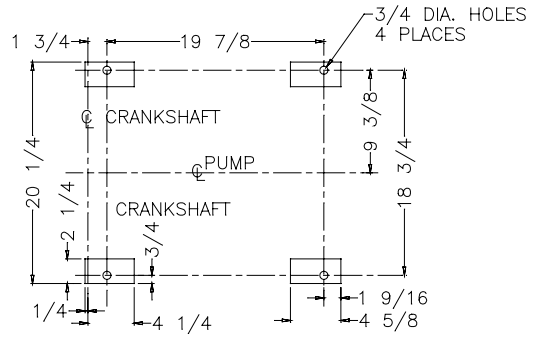 3/4 DIA. HOLES
4 PLACES
1 3/4
19 7/8
℄ CRANKSHAFT
9 3/8
20 1/4
℄ PUMP
18 3/4
CRANKSHAFT
2 1/4
3/4
1/4
4 1/4
1 9/16
4 5/8